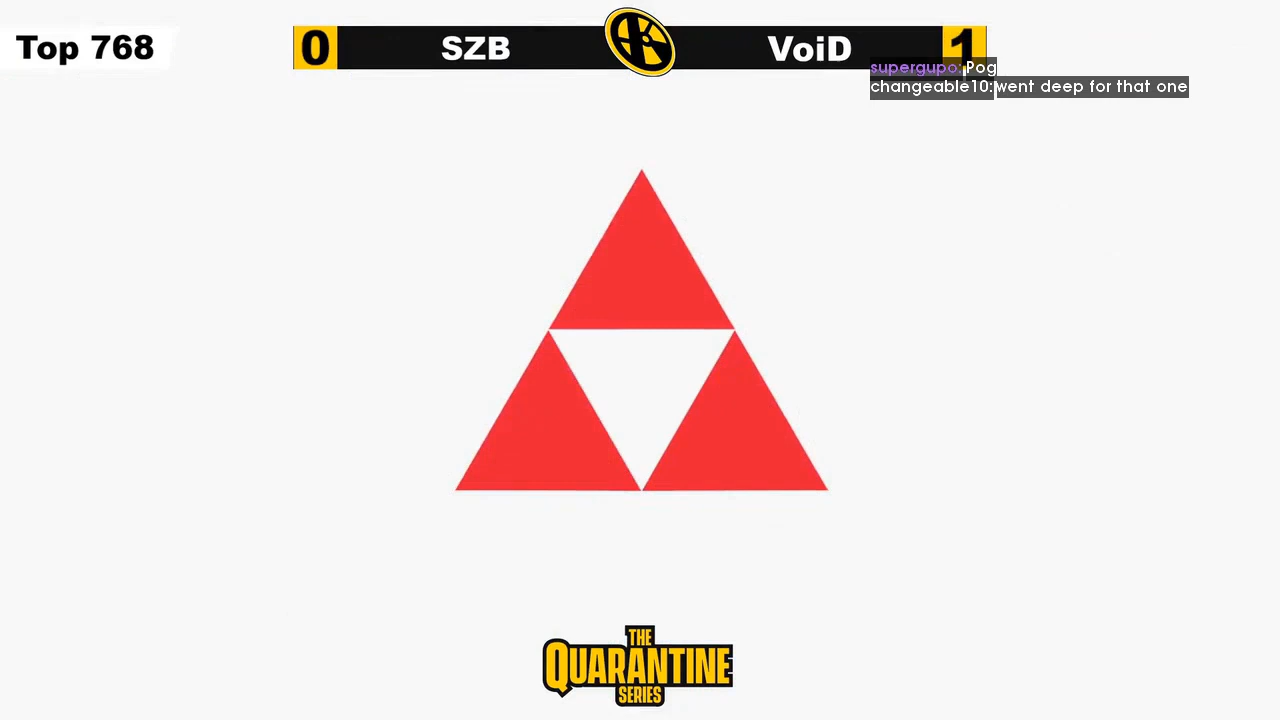 Top 768
0 SZB VoiD 1
supergupo: Pog
changeable10: went deep for that one
THE
QUARANTINE
SERIES